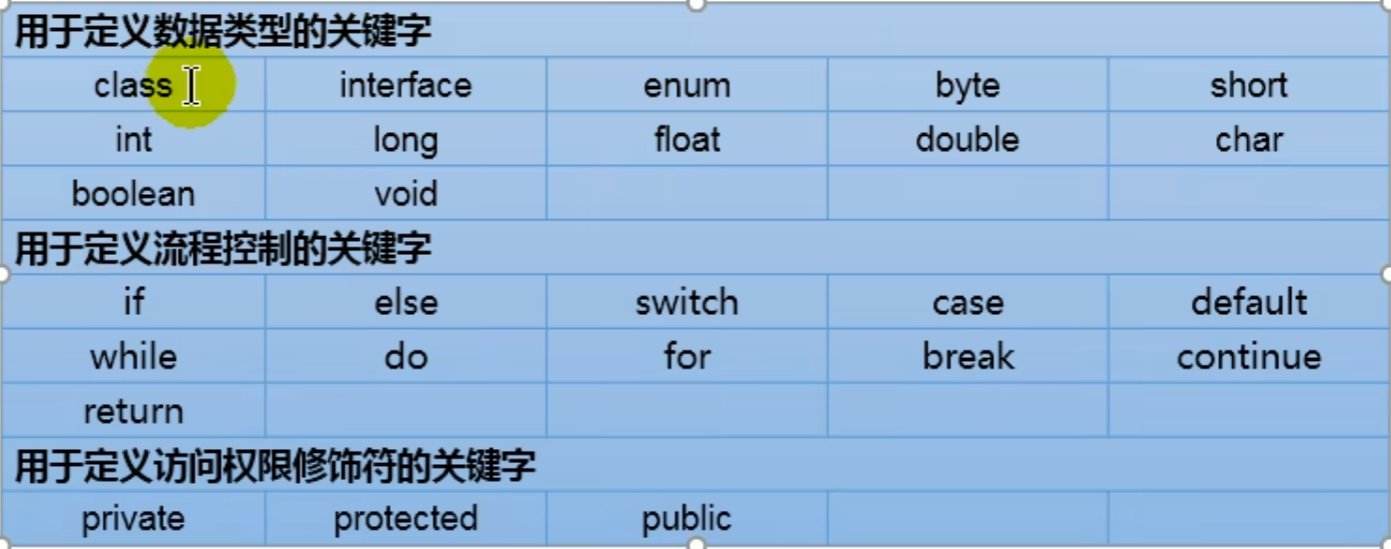 用于定义数据类型的关键字
class interface enum byte short
int long float double char
boolean void
用于定义流程控制的关键字
if else switch case default
while do for break continue
return
用于定义访问权限修饰符的关键字
private protected public